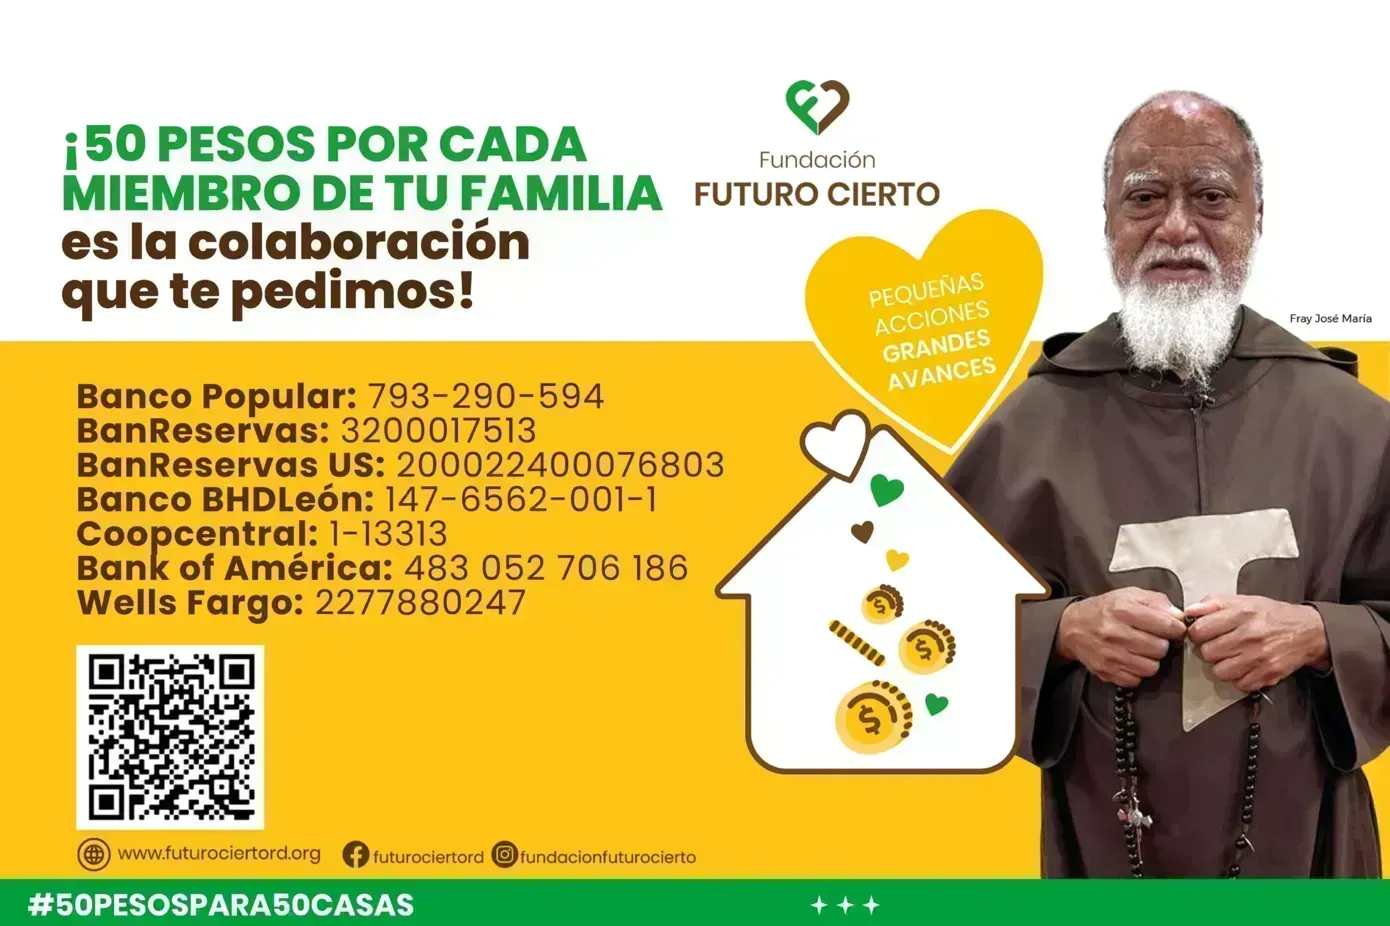 ¡50 PESOS POR CADA
MIEMBRO DE TU FAMILIA
es la colaboración
que te pedimos!
Fundación
FUTURO CIERTO
PEQUEÑAS
ACCIONES
GRANDES
AVANCES
Fray José María
Banco Popular: 793-290-594
BanReservas: 3200017513
BanReservas US: 200022400076803
Banco BHDLeón: 147-6562-001-1
Coopcentral: 1-13313
Bank of América: 483 052 706 186
Wells Fargo: 2277880247
www.futurociertord.org futurociertord fundacionfuturocierto
#50PESOSPARA50CASAS